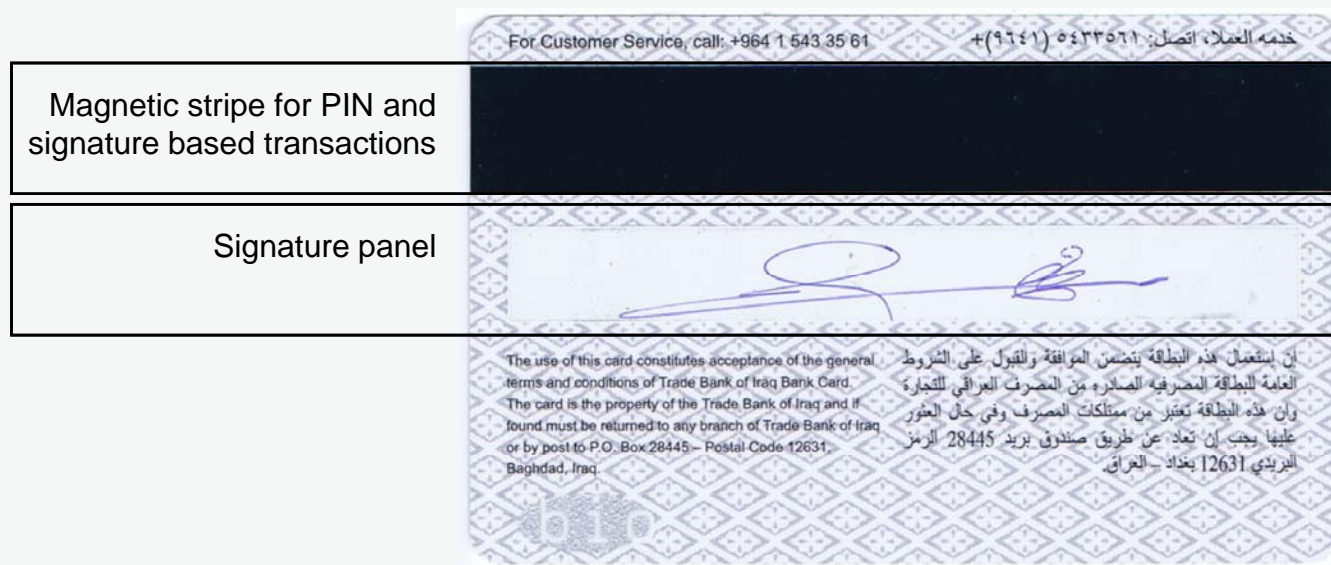 For Customer Service, call: +964 1 543 35 61
خدمه العملاء اتصل: ٥٤٣٣٥٦١ (٩٦٤١)+
Magnetic stripe for PIN and
signature based transactions
Signature panel
The use of this card constitutes acceptance of the general
terms and conditions of Trade Bank of Iraq Bank Card.
The card is the property of the Trade Bank of Iraq and if
found must be returned to any branch of Trade Bank of Iraq
or by post to P.O. Box 28445 – Postal Code 12631,
Baghdad, Iraq.
إن إستعمال هذه البطاقة يتضمن الموافقة والقبول على الشروط
العامة للبطاقة المصرفيه الصادره من المصرف العراقي للتجارة
وان هذه البطاقة تعتبر من ممتلكات المصرف وفي حال العثور
عليها يجب إن تعاد عن طريق صندوق بريد 28445 الرمز
البريدي 12631 بغداد – العراق.
bio